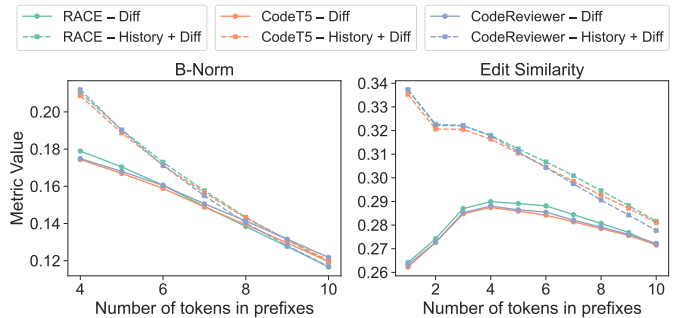 RACE – Diff
RACE – History + Diff
CodeT5 – Diff
CodeT5 – History + Diff
CodeReviewer – Diff
CodeReviewer – History + Diff
B-Norm
Edit Similarity
Metric Value
0.20
0.18
0.16
0.14
0.12
4
5
6
7
8
9
10
Number of tokens in prefixes
0.34
0.33
0.32
0.31
0.30
0.29
0.28
0.27
0.26
2
4
6
8
10
Number of tokens in prefixes